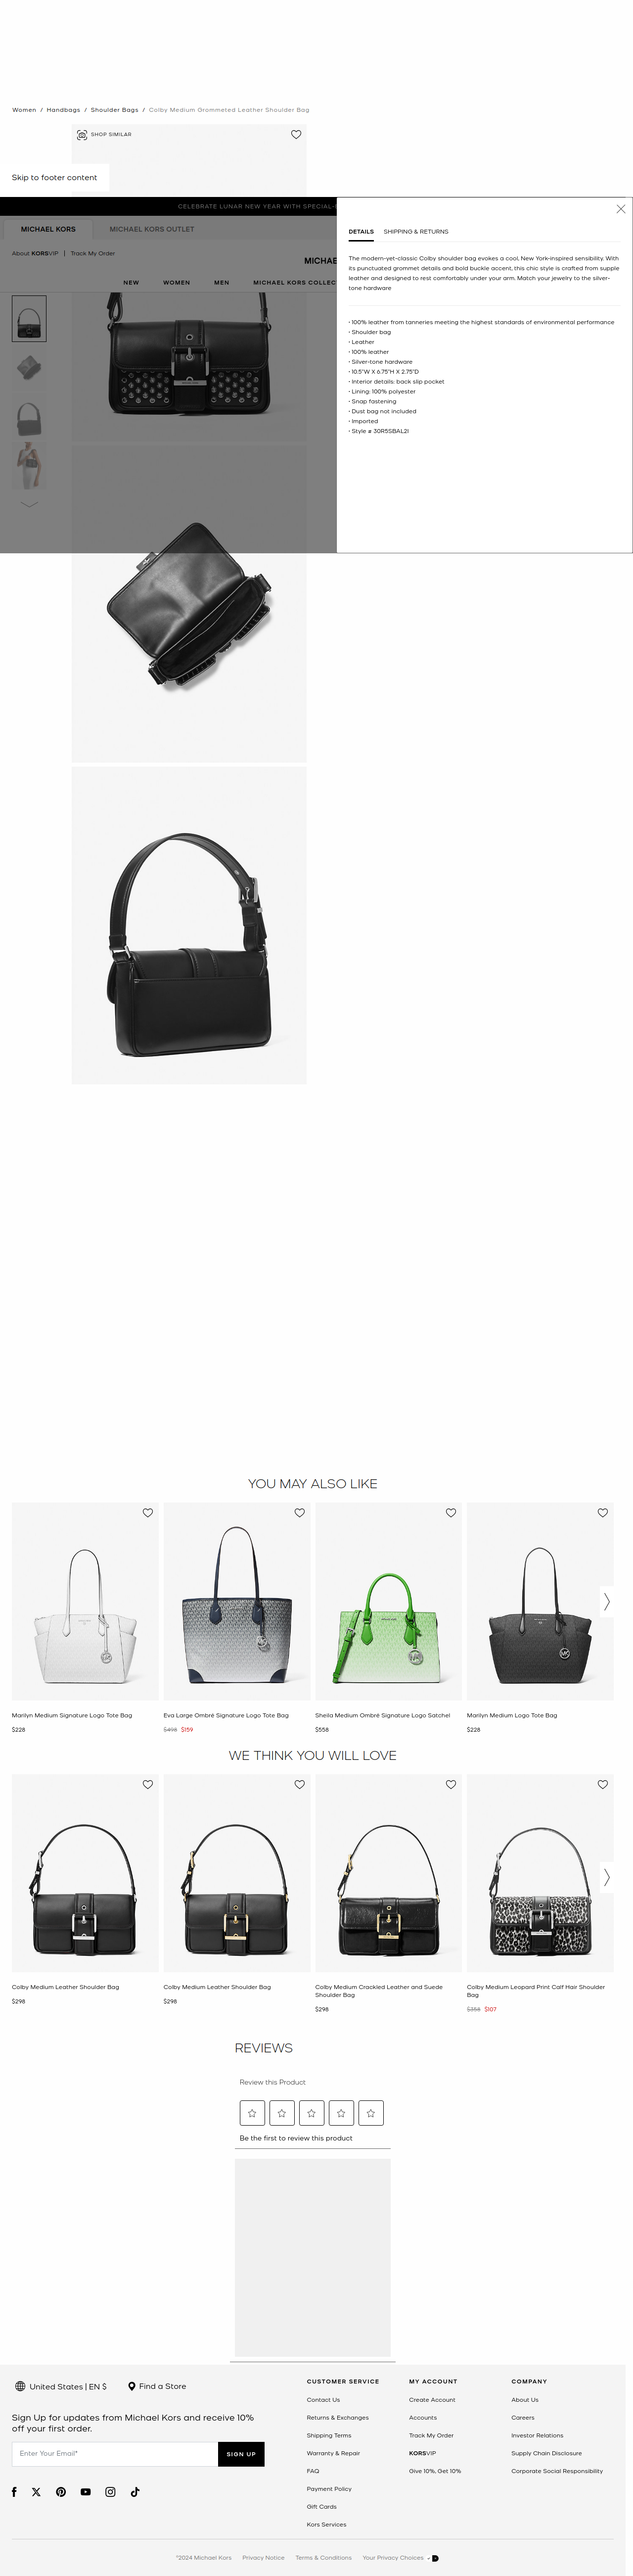 Women / Handbags / Shoulder Bags / Colby Medium Grommeted Leather Shoulder Bag
SHOP SIMILAR
Skip to footer content
CELEBRATE LUNAR NEW YEAR WITH SPECIAL-
MICHAEL KORS
MICHAEL KORS OUTLET
About KORSVIP | Track My Order
MICHAE
NEW WOMEN MEN MICHAEL KORS COLLEC
DETAILS SHIPPING & RETURNS
The modern-yet-classic Colby shoulder bag evokes a cool, New York-inspired sensibility. With
its punctuated grommet details and bold buckle accent, this chic style is crafted from supple
leather and designed to rest comfortably under your arm. Match your jewelry to the silver-
tone hardware
• 100% leather from tanneries meeting the highest standards of environmental performance
• Shoulder bag
• Leather
• 100% leather
• Silver-tone hardware
• 10.5"W X 6.75"H X 2.75"D
• Interior details: back slip pocket
• Lining: 100% polyester
• Snap fastening
• Dust bag not included
• Imported
• Style # 30R5SBAL2I
YOU MAY ALSO LIKE
Marilyn Medium Signature Logo Tote Bag
$228
Eva Large Ombré Signature Logo Tote Bag
$498 $159
Sheila Medium Ombré Signature Logo Satchel
$558
Marilyn Medium Logo Tote Bag
$228
WE THINK YOU WILL LOVE
Colby Medium Leather Shoulder Bag
$298
Colby Medium Leather Shoulder Bag
$298
Colby Medium Crackled Leather and Suede
Shoulder Bag
$298
Colby Medium Leopard Print Calf Hair Shoulder
Bag
$358 $107
REVIEWS
Review this Product
Be the first to review this product
United States | EN $
Find a Store
Sign Up for updates from Michael Kors and receive 10%
off your first order.
Enter Your Email*
SIGN UP
CUSTOMER SERVICE
Contact Us
Returns & Exchanges
Shipping Terms
Warranty & Repair
FAQ
Payment Policy
Gift Cards
Kors Services
MY ACCOUNT
Create Account
Accounts
Track My Order
KORSVIP
Give 10%, Get 10%
COMPANY
About Us
Careers
Investor Relations
Supply Chain Disclosure
Corporate Social Responsibility
©2024 Michael Kors Privacy Notice Terms & Conditions Your Privacy Choices